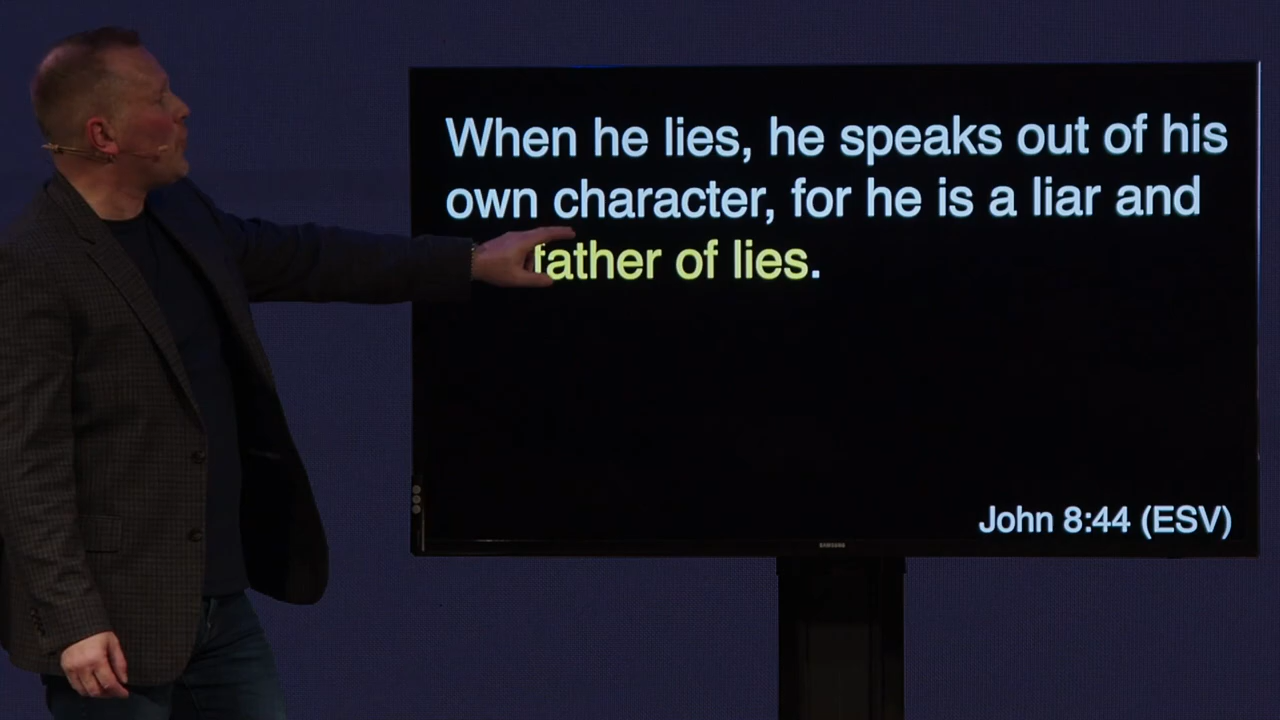 When he lies, he speaks out of his
own character, for he is a liar and
father of lies.
John 8:44 (ESV)
SAMSUNG